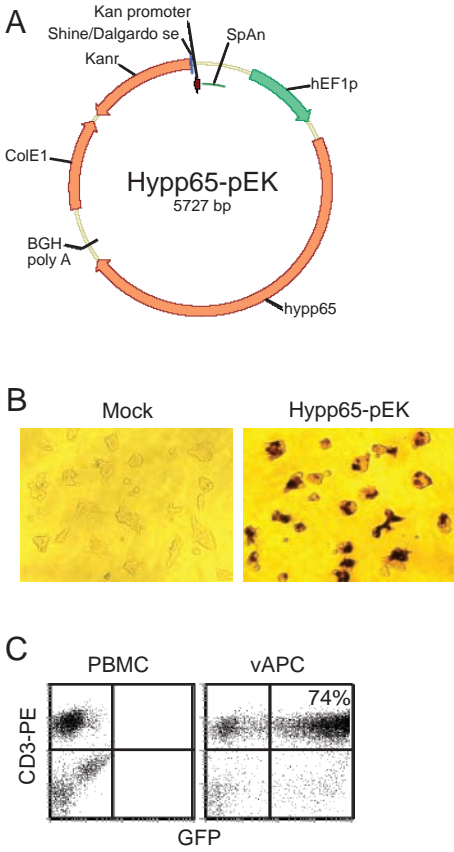 A
Kan promoter
Shine/Dalgardo se
SpAn
Kanr
hEF1p
ColE1
Hypp65-pEK
5727 bp
BGH
poly A
hypp65
B
Mock
Hypp65-pEK
C
PBMC
vAPC
74%
CD3-PE
GFP